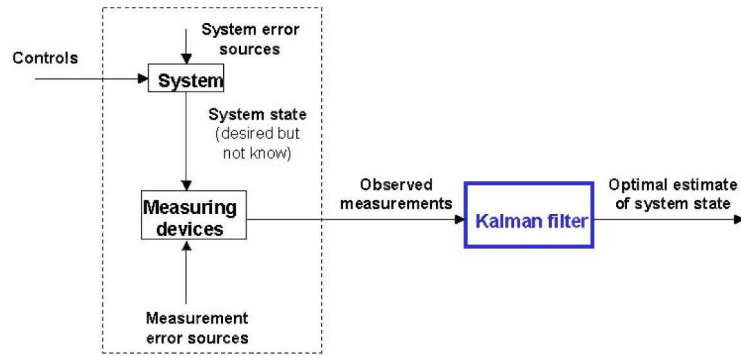 System error
sources
Controls
System
System state
(desired but
not know)
Measuring
devices
Observed
measurements
Kalman filter
Optimal estimate
of system state
Measurement
error sources